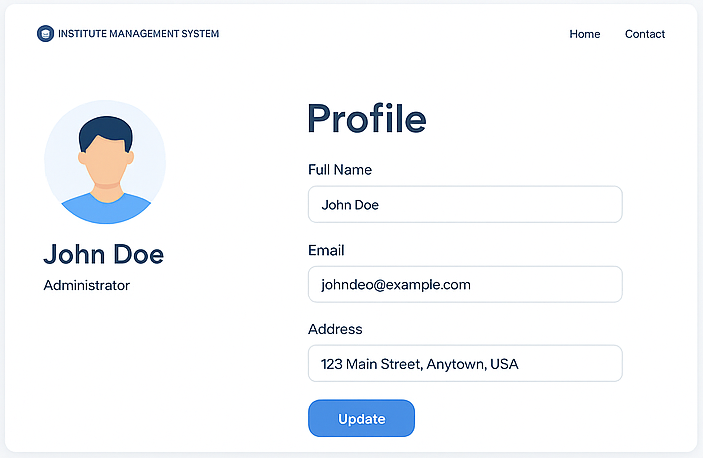 INSTITUTE MANAGEMENT SYSTEM
Home
Contact
John Doe
Administrator
Profile
Full Name
John Doe
Email
johndeo@example.com
Address
123 Main Street, Anytown, USA
Update